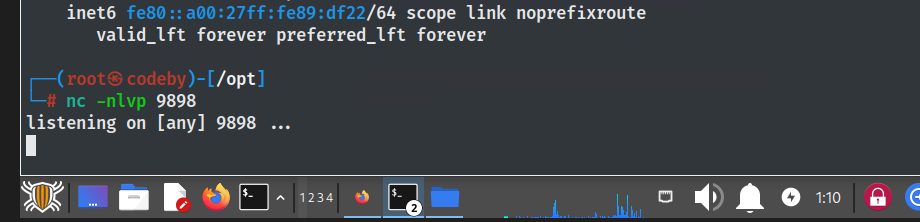 inet6 fe80::a00:27ff:fe89:df22/64 scope link noprefixroute
valid_lft forever preferred_lft forever
┌──(root㉿codeby)-[/opt]
└─# nc -nlvp 9898
listening on [any] 9898 ...
$_
1 2 3 4
$_
2
1:10